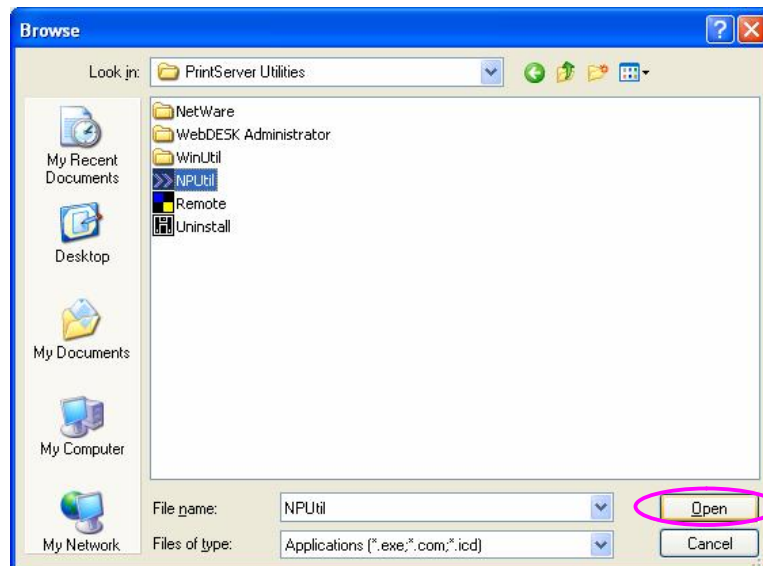 Browse
Look in: PrintServer Utilities
NetWare
WebDESK Administrator
WinUtil
NPUtil
Remote
Uninstall
My Recent
Documents
Desktop
My Documents
My Computer
My Network
File name: NPUtil Open
Files of type: Applications (*.exe;*.com;*.icd) Cancel